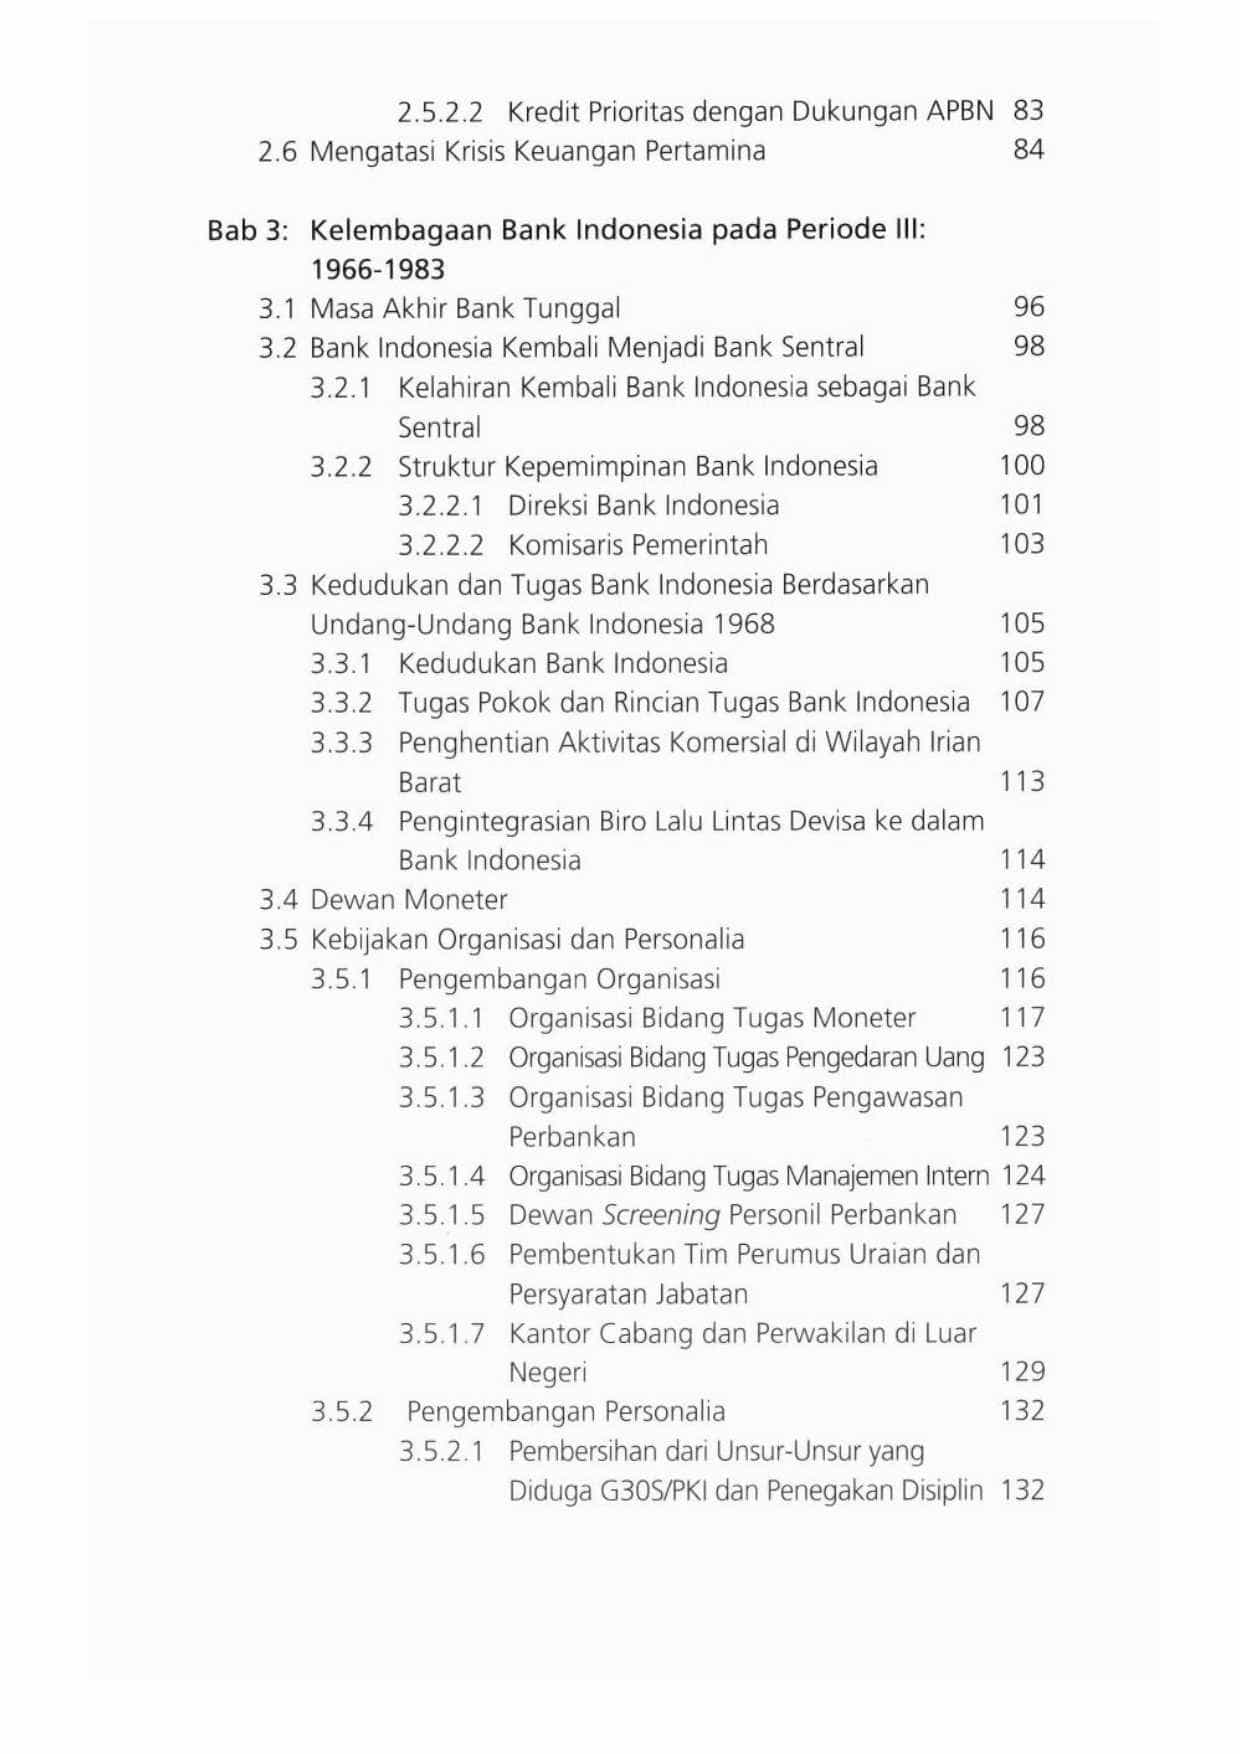 2.5.2.2 Kredit Prioritas dengan Dukungan APBN 83
2.6 Mengatasi Krisis Keuangan Pertamina 84
Bab 3: Kelembagaan Bank Indonesia pada Periode III:
1966-1983
3.1 Masa Akhir Bank Tunggal 96
3.2 Bank Indonesia Kembali Menjadi Bank Sentral 98
3.2.1 Kelahiran Kembali Bank Indonesia sebagai Bank
Sentral 98
3.2.2 Struktur Kepemimpinan Bank Indonesia 100
3.2.2.1 Direksi Bank Indonesia 101
3.2.2.2 Komisaris Pemerintah 103
3.3 Kedudukan dan Tugas Bank Indonesia Berdasarkan
Undang-Undang Bank Indonesia 1968 105
3.3.1 Kedudukan Bank Indonesia 105
3.3.2 Tugas Pokok dan Rincian Tugas Bank Indonesia 107
3.3.3 Penghentian Aktivitas Komersial di Wilayah Irian
Barat 113
3.3.4 Pengintegrasian Biro Lalu Lintas Devisa ke dalam
Bank Indonesia 114
3.4 Dewan Moneter 114
3.5 Kebijakan Organisasi dan Personalia 116
3.5.1 Pengembangan Organisasi 116
3.5.1.1 Organisasi Bidang Tugas Moneter 117
3.5.1.2 Organisasi Bidang Tugas Pengedaran Uang 123
3.5.1.3 Organisasi Bidang Tugas Pengawasan
Perbankan 123
3.5.1.4 Organisasi Bidang Tugas Manajemen Intern 124
3.5.1.5 Dewan Screening Personil Perbankan 127
3.5.1.6 Pembentukan Tim Perumus Uraian dan
Persyaratan Jabatan 127
3.5.1.7 Kantor Cabang dan Perwakilan di Luar
Negeri 129
3.5.2 Pengembangan Personalia 132
3.5.2.1 Pembersihan dari Unsur-Unsur yang
Diduga G30S/PKI dan Penegakan Disiplin 132